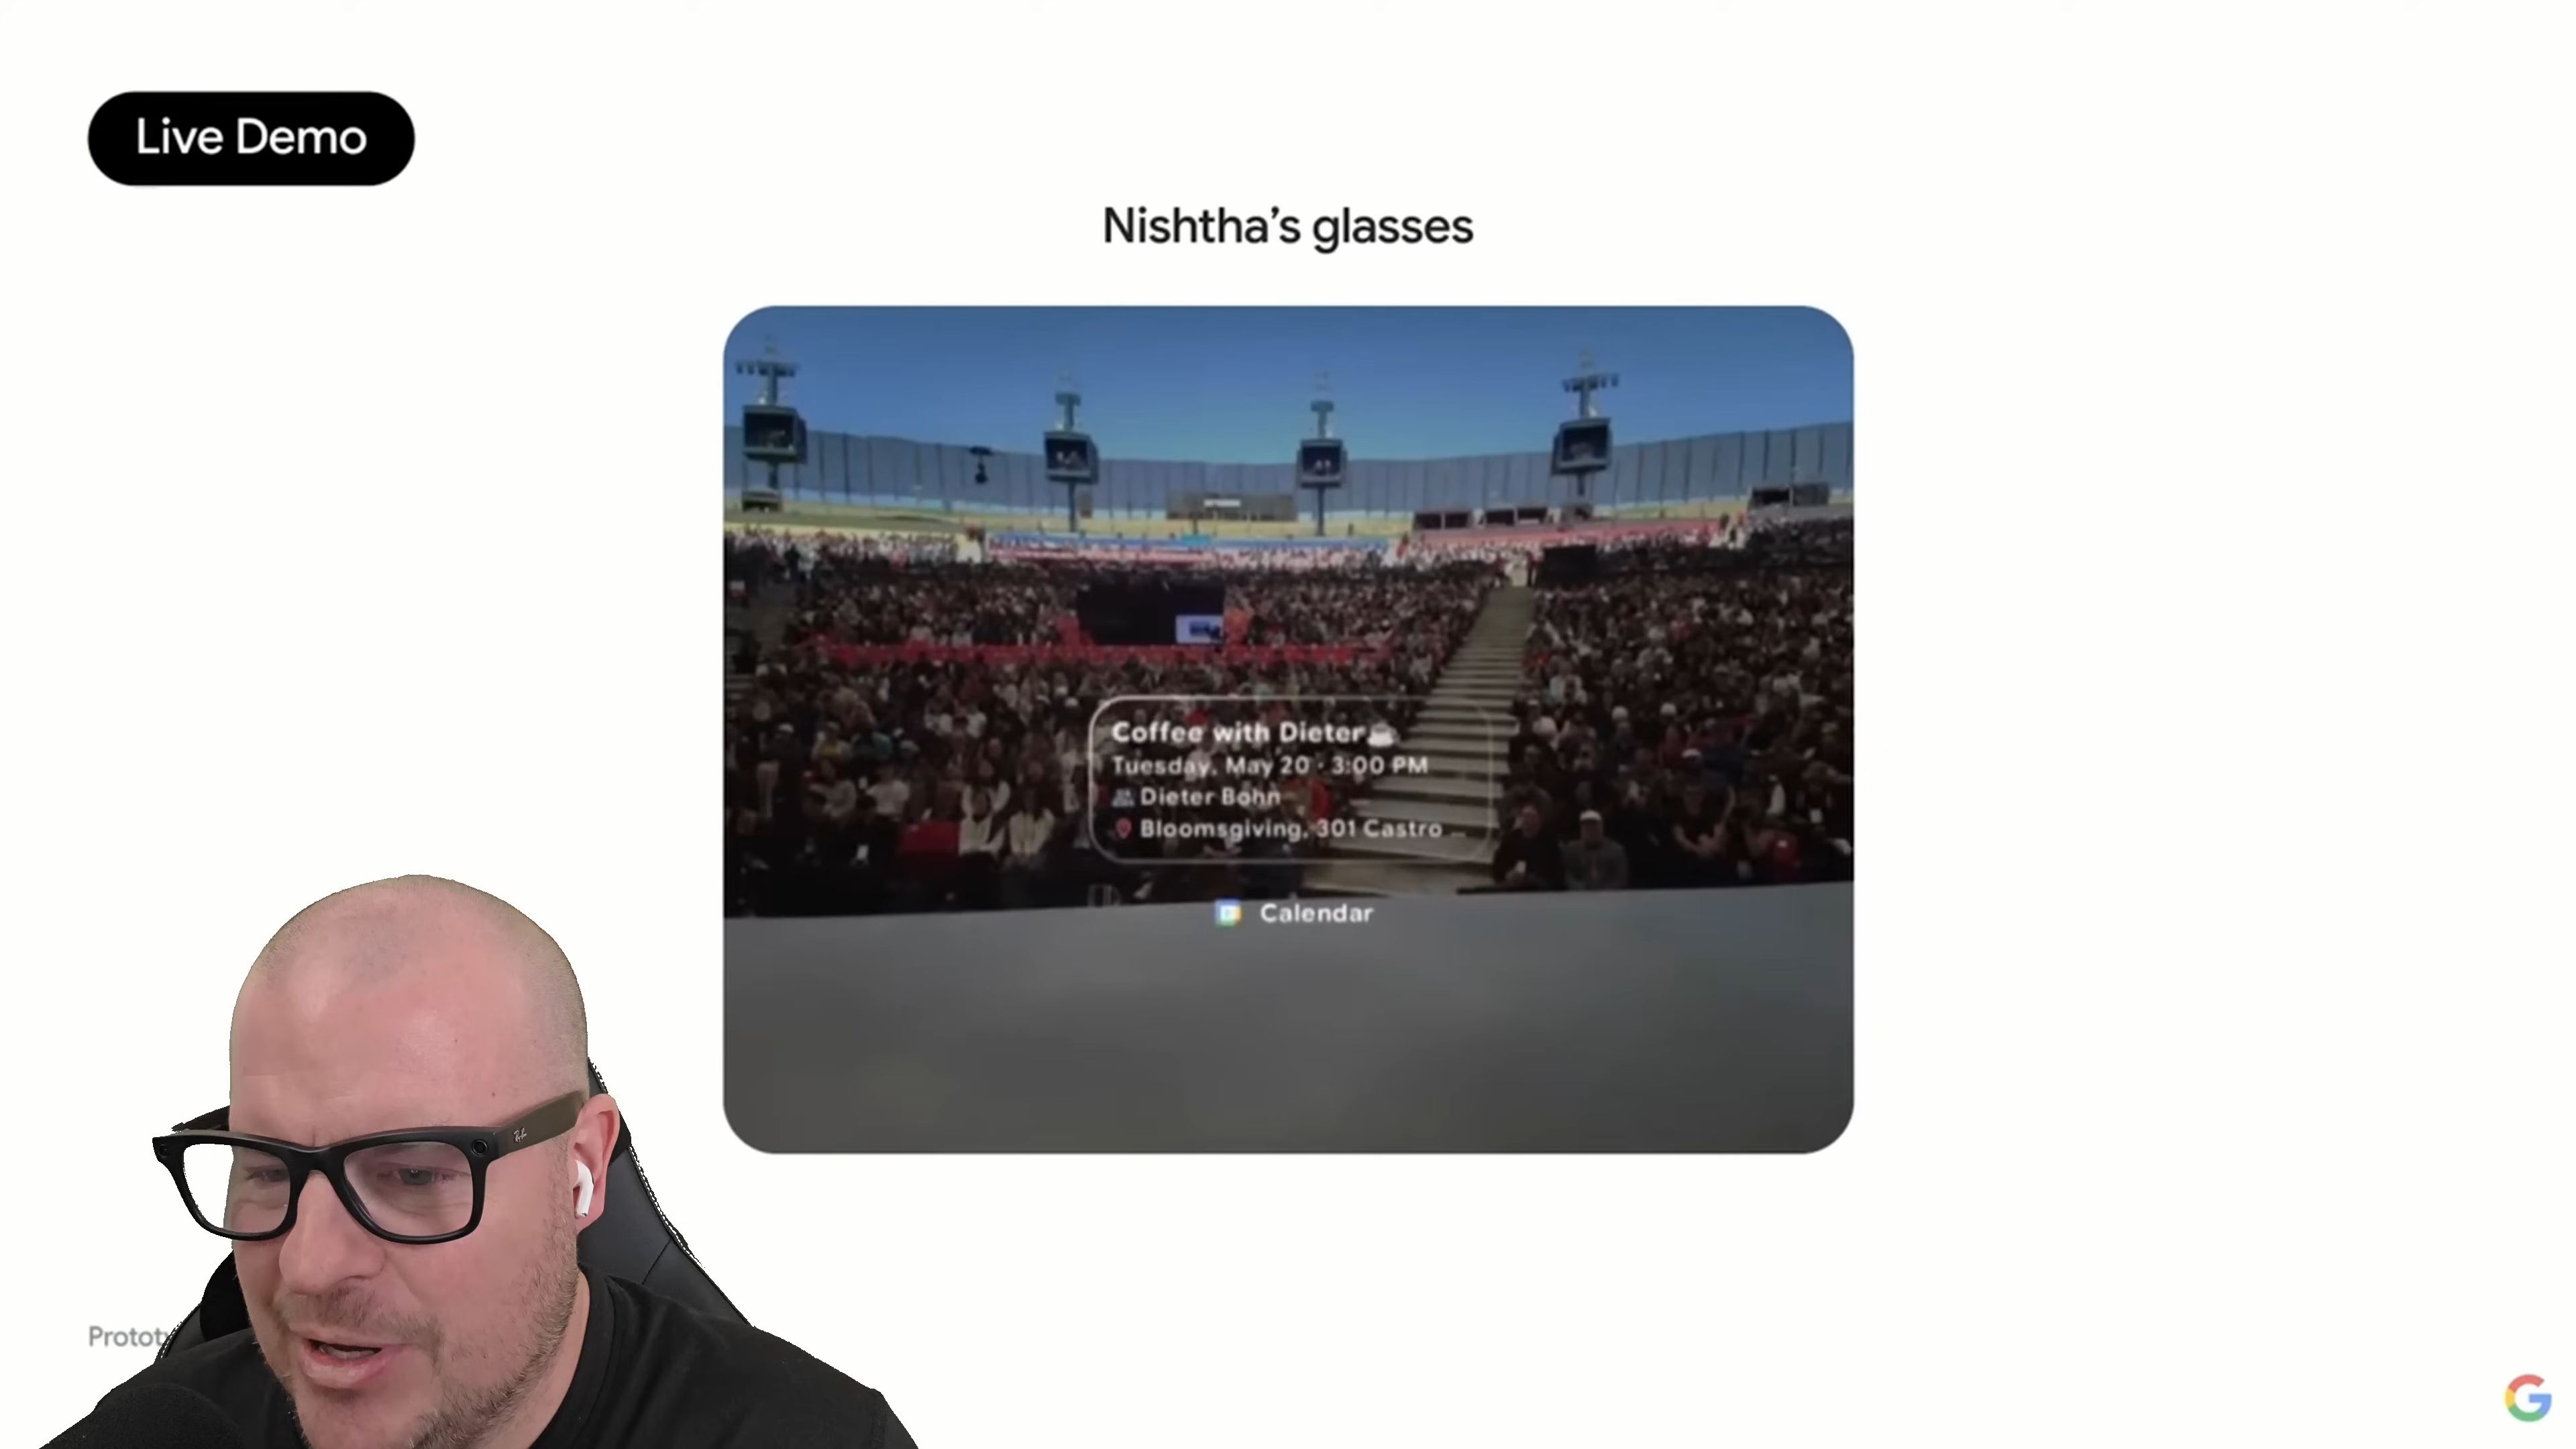 Live Demo
Nishtha’s glasses
Coffee with Dieter☕
Tuesday, May 20 · 3:00 PM
Dieter Bohn
Bloomsgiving, 301 Castro ...
Calendar
Prototy